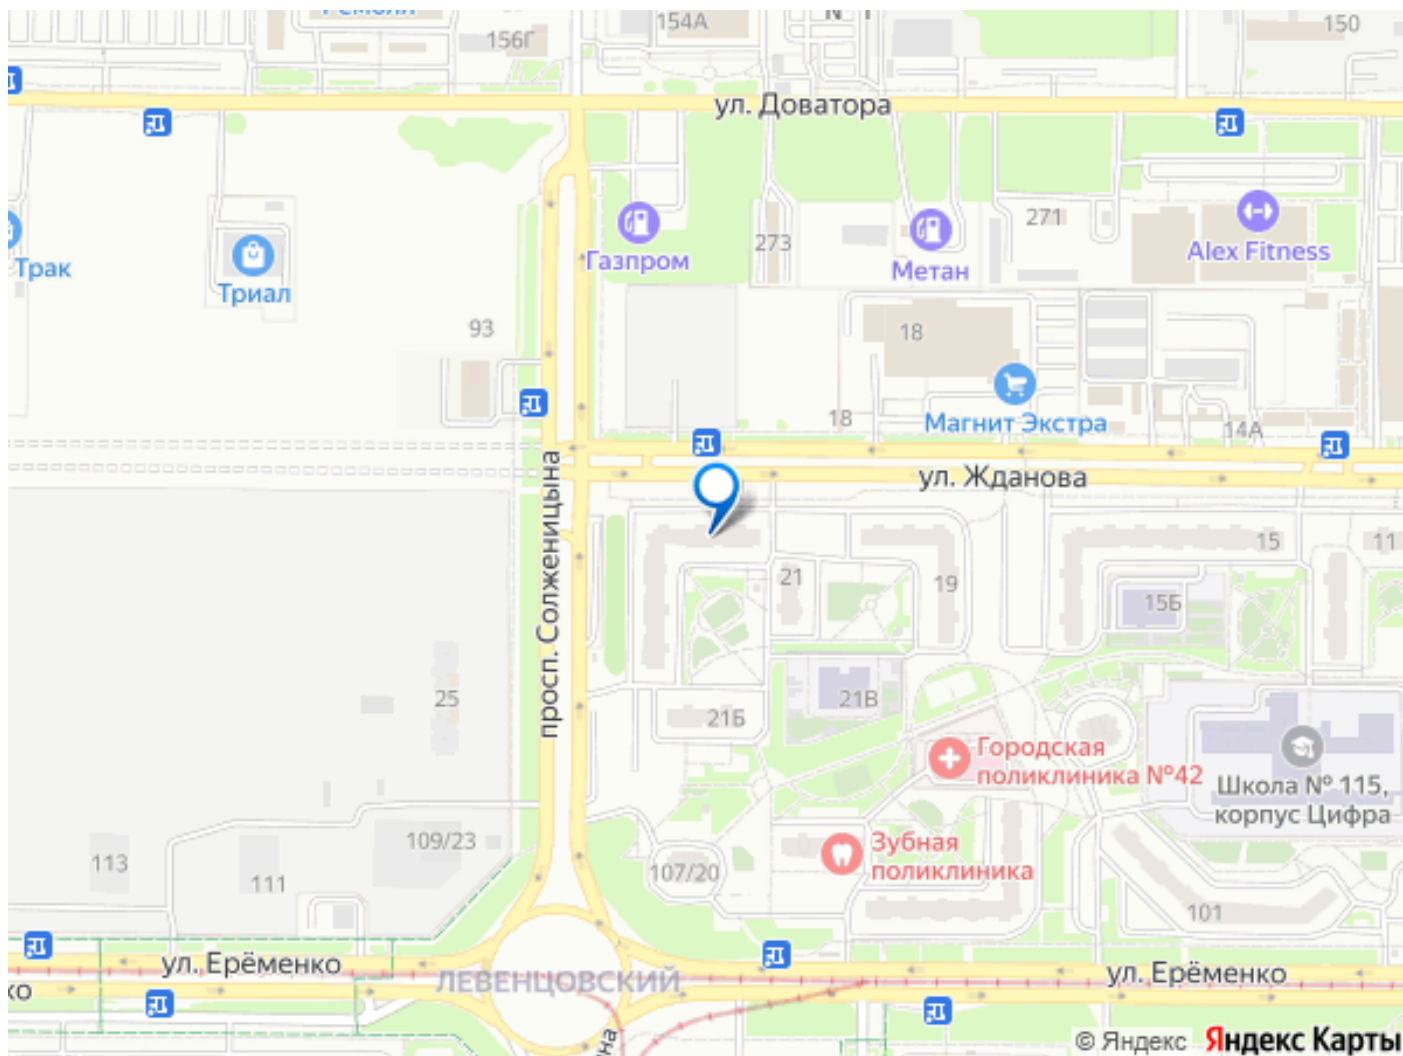 154А
150
156Г
ул. Доватора
Газпром
273
Метан
271
Alex Fitness
Трак
Триал
93
18
18
Магнит Экстра
14А
ул. Жданова
просп. Солженицына
15
11
21
19
15Б
25
21Б
21В
Городская
поликлиника №42
Школа № 115,
корпус Цифра
109/23
113
111
Зубная
поликлиника
107/20
101
ул. Ерёменко
ЛЕВЕНЦОВСКИЙ
ул. Ерёменко
© Яндекс Яндекс Карты